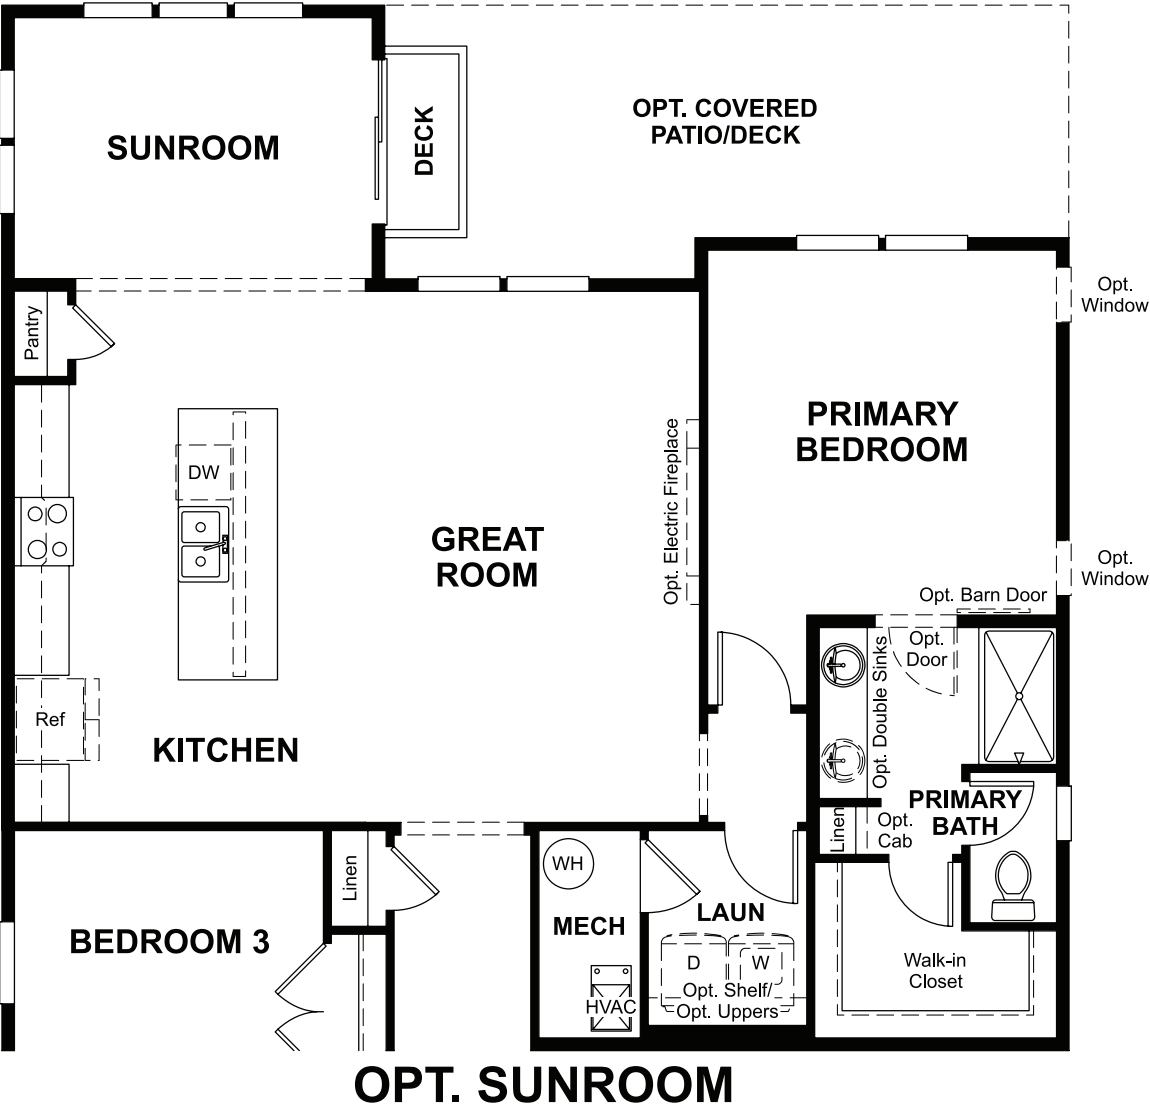 OPT. COVERED
PATIO/DECK
DECK
SUNROOM
Opt.
Window
Pantry
PRIMARY
BEDROOM
Opt. Electric Fireplace
DW
GREAT
ROOM
Opt.
Window
Opt. Barn Door
Opt.
Door
Opt. Double Sinks
Ref
KITCHEN
PRIMARY
BATH
Linen
Opt.
Cab
WH
Linen
LAUN
MECH
BEDROOM 3
D
W
Walk-in
Closet
Opt. Shelf/
Opt. Uppers
HVAC
OPT. SUNROOM